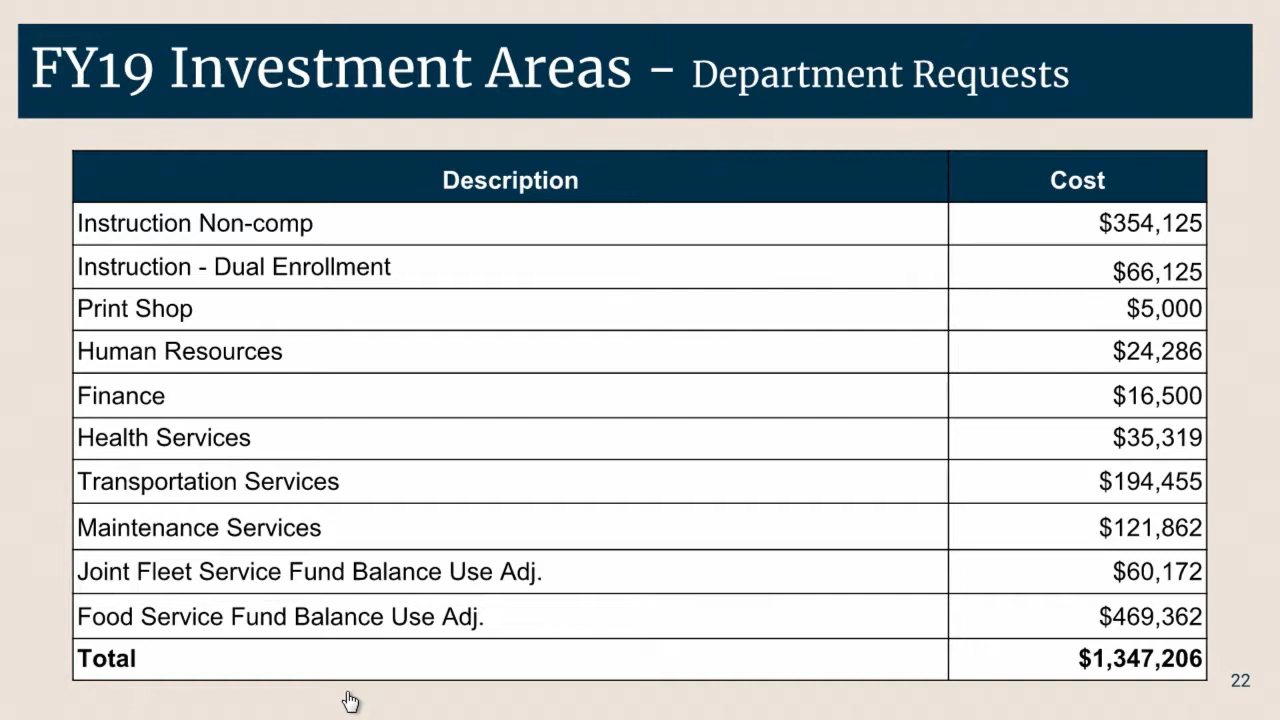 FY19 Investment Areas - Department Requests
Description Cost
Instruction Non-comp $354,125
Instruction - Dual Enrollment $66,125
Print Shop $5,000
Human Resources $24,286
Finance $16,500
Health Services $35,319
Transportation Services $194,455
Maintenance Services $121,862
Joint Fleet Service Fund Balance Use Adj. $60,172
Food Service Fund Balance Use Adj. $469,362
Total $1,347,206
22